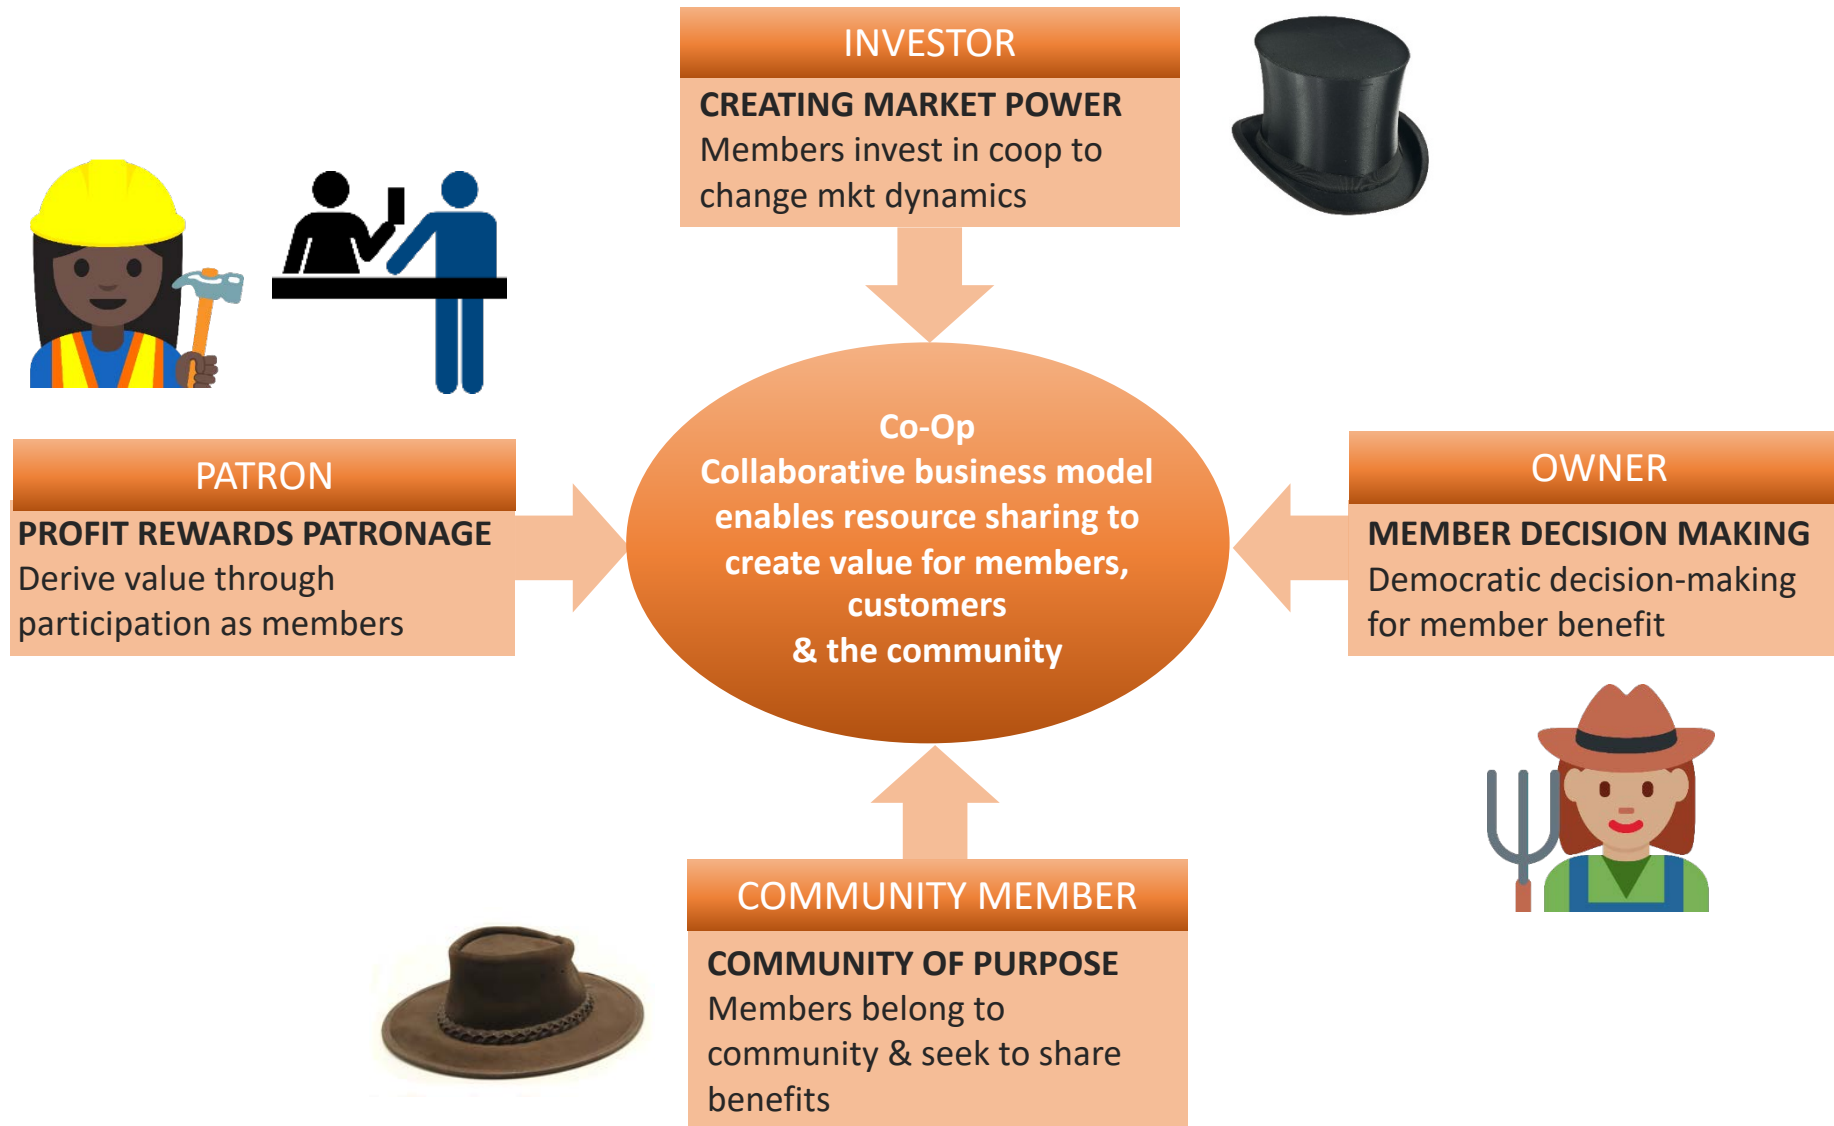 INVESTOR
CREATING MARKET POWER
Members invest in coop to
change mkt dynamics
PATRON
PROFIT REWARDS PATRONAGE
Derive value through
participation as members
Co-Op
Collaborative business model
enables resource sharing to
create value for members,
customers
& the community
OWNER
MEMBER DECISION MAKING
Democratic decision-making
for member benefit
COMMUNITY MEMBER
COMMUNITY OF PURPOSE
Members belong to
community & seek to share
benefits